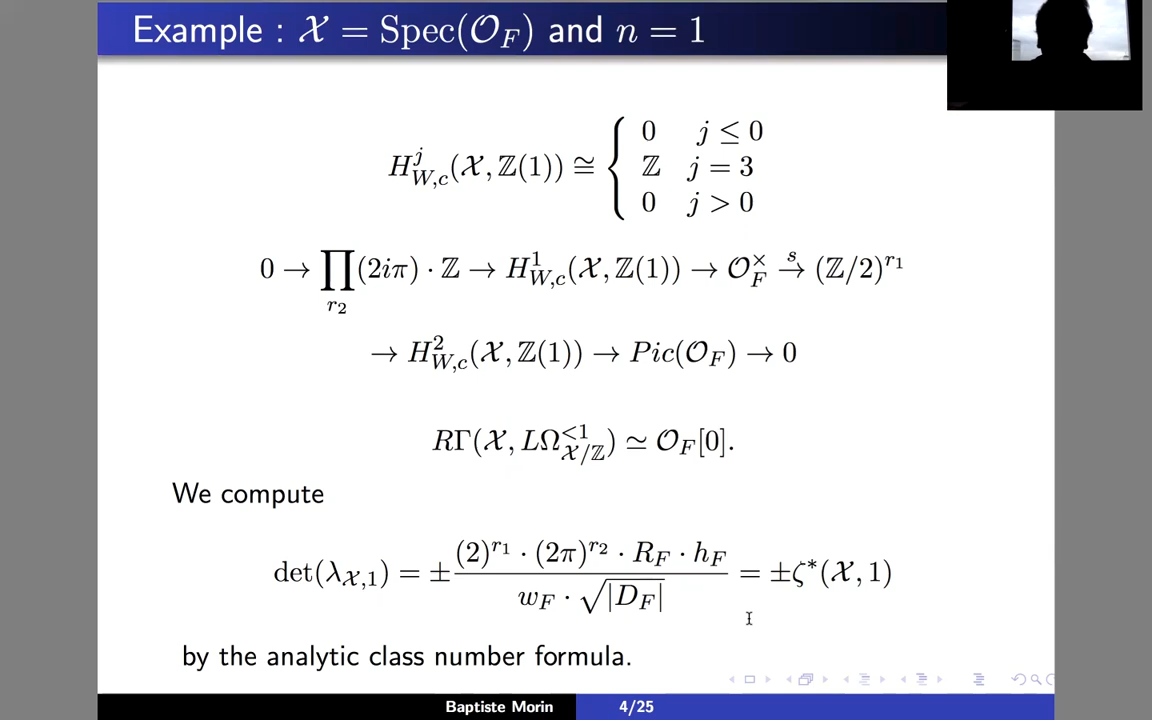 Example : 𝒳 = Spec(𝒪_F) and n = 1
H^j_{W,c}(𝒳, ℤ(1)) ≅ { 0 j ≤ 0
ℤ j = 3
0 j > 0
0 → ∏_{r_2} (2iπ) · ℤ → H^1_{W,c}(𝒳, ℤ(1)) → 𝒪_F^× →^s (ℤ/2)^{r_1}
→ H^2_{W,c}(𝒳, ℤ(1)) → Pic(𝒪_F) → 0
RΓ(𝒳, LΩ^{<1}_{𝒳/ℤ}) ≃ 𝒪_F[0].
We compute
det(λ_{𝒳,1}) = ± \frac{(2)^{r_1} · (2π)^{r_2} · R_F · h_F}{w_F · √|D_F|} = ±ζ*(𝒳, 1)
by the analytic class number formula.
Baptiste Morin 4/25